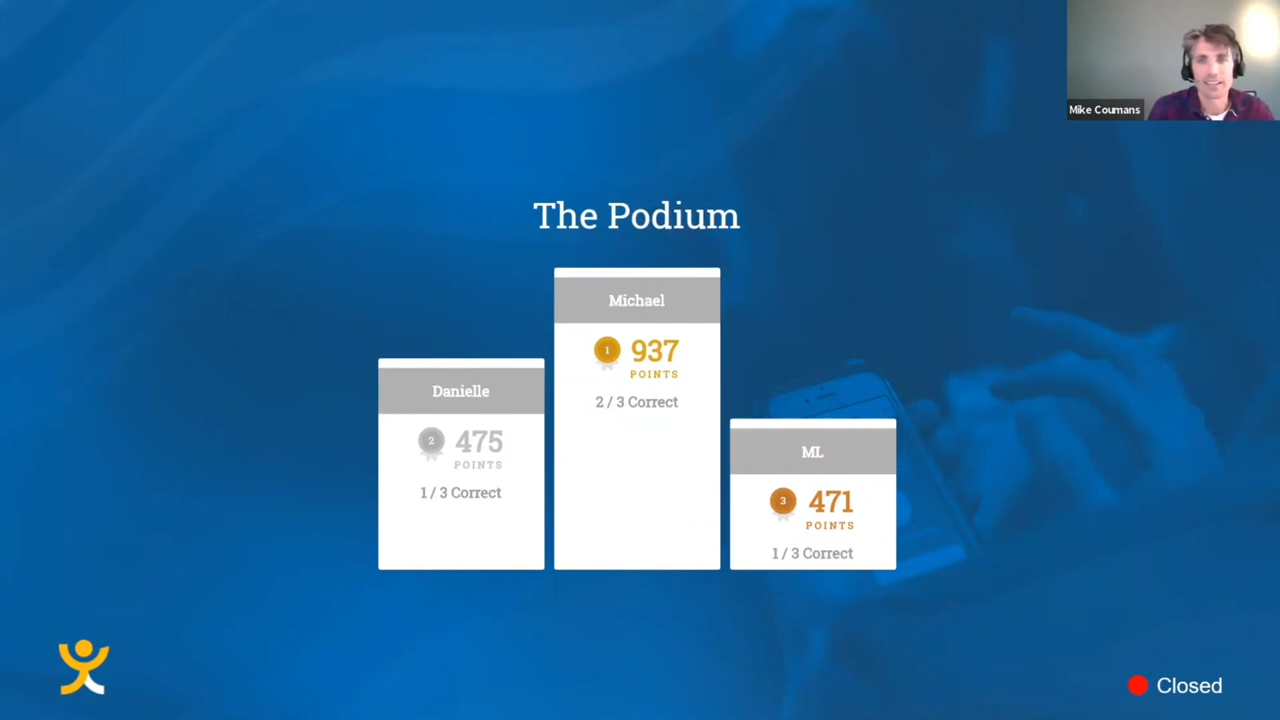 Mike Coumans
The Podium
Michael
1 937
POINTS
2 / 3 Correct
Danielle
2 475
POINTS
1 / 3 Correct
ML
3 471
POINTS
1 / 3 Correct
Closed